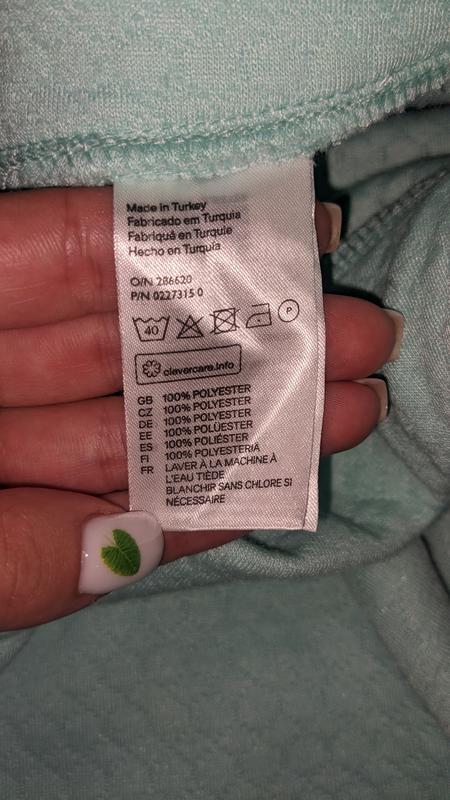 Made in Turkey
Fabricado em Turquia
Fabriqué en Turquie
Hecho en Turquía
O/N 286620
P/N 0227315 0
40 P
clevercare.info
GB 100% POLYESTER
CZ 100% POLYESTER
DE 100% POLYESTER
EE 100% POLÜESTER
ES 100% POLIÉSTER
FI 100% POLYESTERIÄ
FR LAVER À LA MACHINE À
L'EAU TIÈDE
BLANCHIR SANS CHLORE SI
NÉCESSAIRE